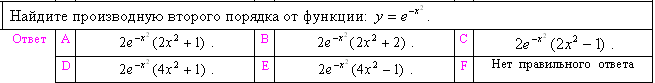 Найдите производную второго порядка от функции: y = e^{-x^2} .
Ответ A 2e^{-x^2}(2x^2 + 1) . B 2e^{-x^2}(2x^2 + 2) . C 2e^{-x^2}(2x^2 − 1) .
D 2e^{-x^2}(4x^2 + 1) . E 2e^{-x^2}(4x^2 − 1) . F Нет правильного ответа